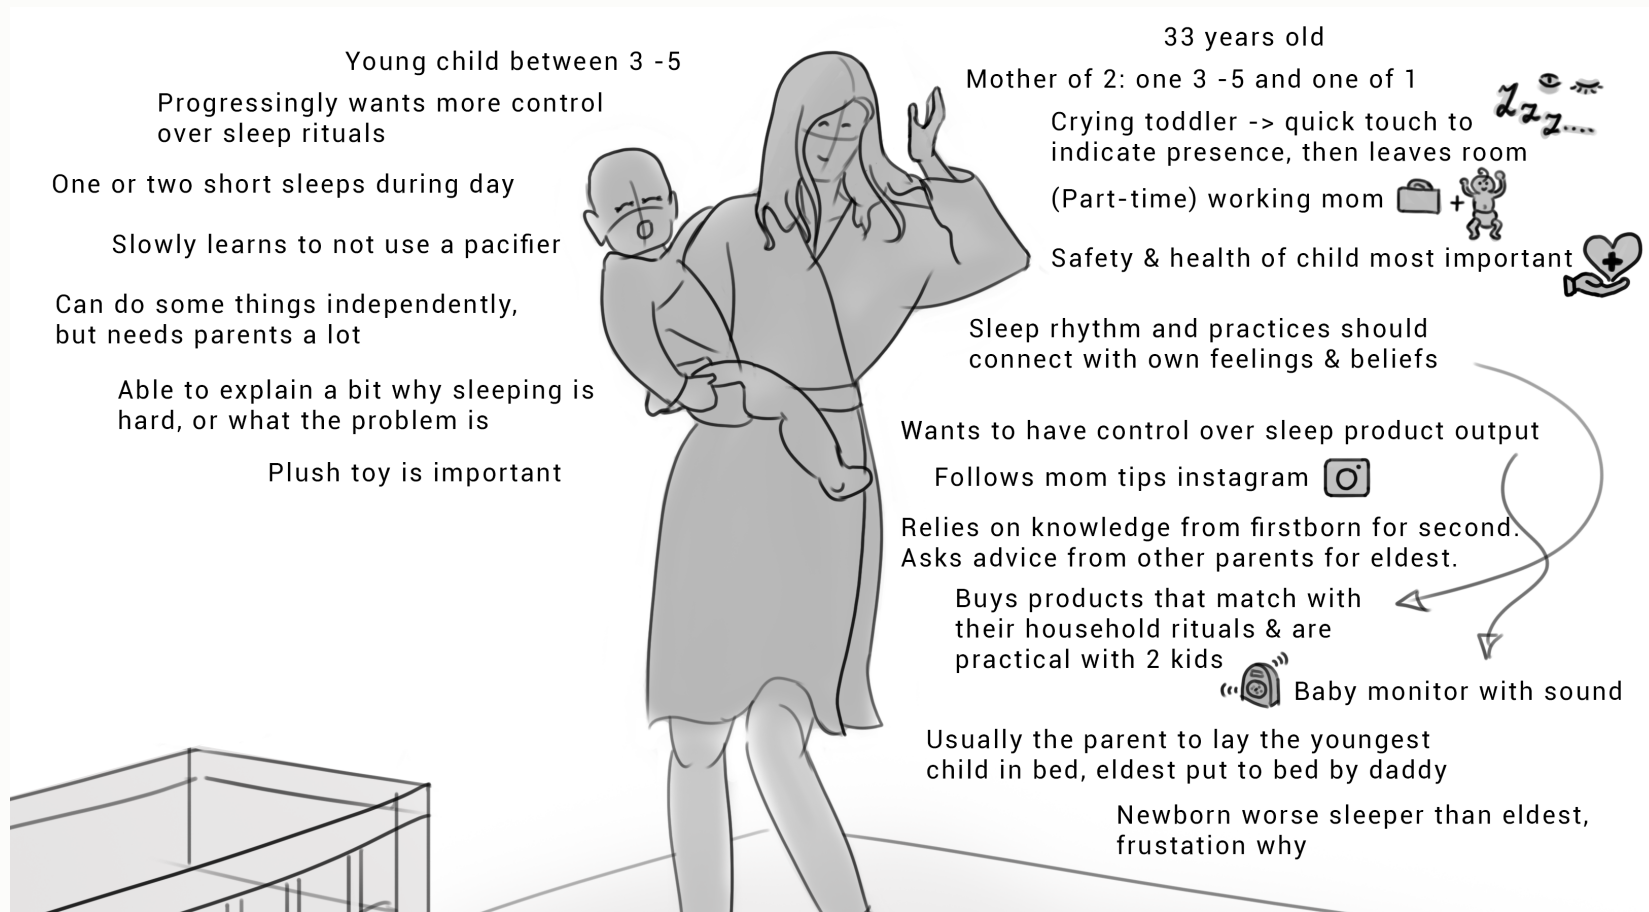 Young child between 3 -5
Progressingly wants more control
over sleep rituals
One or two short sleeps during day
Slowly learns to not use a pacifier
Can do some things independently,
but needs parents a lot
Able to explain a bit why sleeping is
hard, or what the problem is
Plush toy is important
33 years old
Mother of 2: one 3 -5 and one of 1
Zzz....
Crying toddler -> quick touch to
indicate presence, then leaves room
(Part-time) working mom +
Safety & health of child most important
Sleep rhythm and practices should
connect with own feelings & beliefs
Wants to have control over sleep product output
Follows mom tips instagram
Relies on knowledge from firstborn for second.
Asks advice from other parents for eldest.
Buys products that match with
their household rituals & are
practical with 2 kids
Baby monitor with sound
Usually the parent to lay the youngest
child in bed, eldest put to bed by daddy
Newborn worse sleeper than eldest,
frustation why